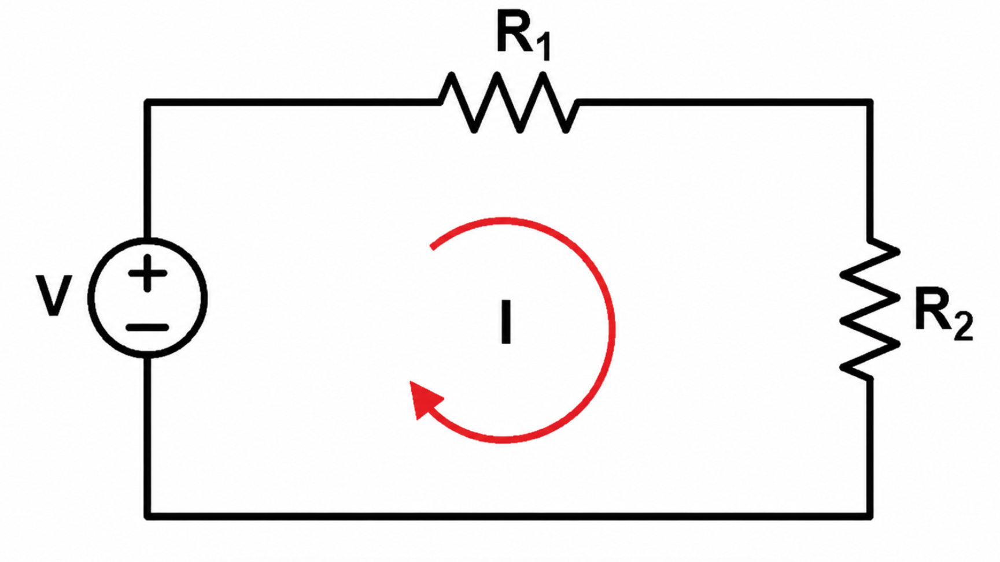 R₁
V
+
−
I
R₂